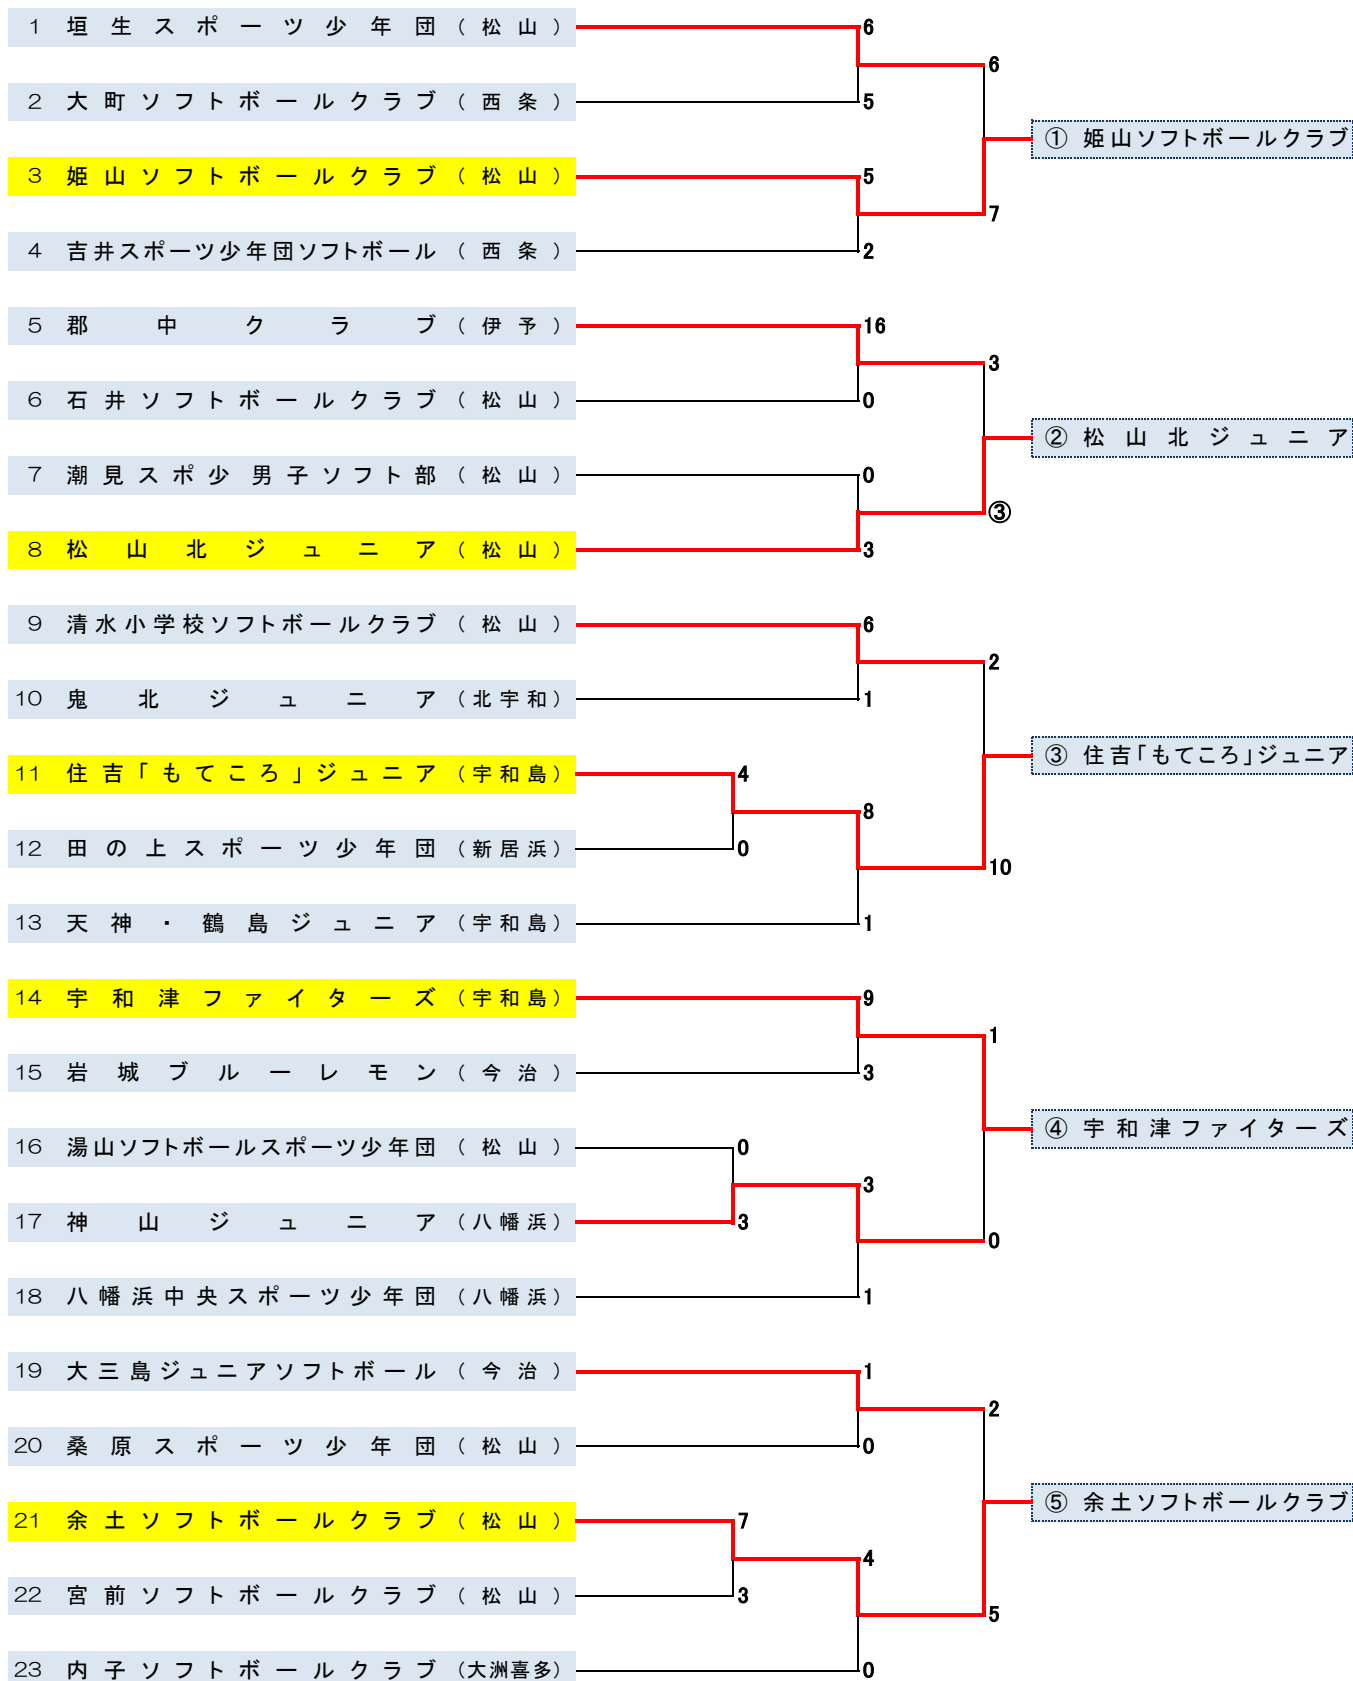 1 垣生スポーツ少年団 (松山) 6
6
2 大町ソフトボールクラブ (西条) 5
① 姫山ソフトボールクラブ
3 姫山ソフトボールクラブ (松山) 5
7
4 吉井スポーツ少年団ソフトボール (西条) 2
5 郡中クラブ (伊予) 16
3
6 石井ソフトボールクラブ (松山) 0
② 松山北ジュニア
7 潮見スポ少男子ソフト部 (松山) 0
③
8 松山北ジュニア (松山) 3
9 清水小学校ソフトボールクラブ (松山) 6
2
10 鬼北ジュニア (北宇和) 1
③ 住吉「もてころ」ジュニア
11 住吉「もてころ」ジュニア (宇和島) 4
8
12 田の上スポーツ少年団 (新居浜) 0
10
13 天神・鶴島ジュニア (宇和島) 1
14 宇和津ファイターズ (宇和島) 9
1
15 岩城ブルーレモン (今治) 3
④ 宇和津ファイターズ
16 湯山ソフトボールスポーツ少年団 (松山) 0
3
17 神山ジュニア (八幡浜) 3
0
18 八幡浜中央スポーツ少年団 (八幡浜) 1
19 大三島ジュニアソフトボール (今治) 1
2
20 桑原スポーツ少年団 (松山) 0
⑤ 余土ソフトボールクラブ
21 余土ソフトボールクラブ (松山) 7
4
22 宮前ソフトボールクラブ (松山) 3
5
23 内子ソフトボールクラブ (大洲喜多) 0